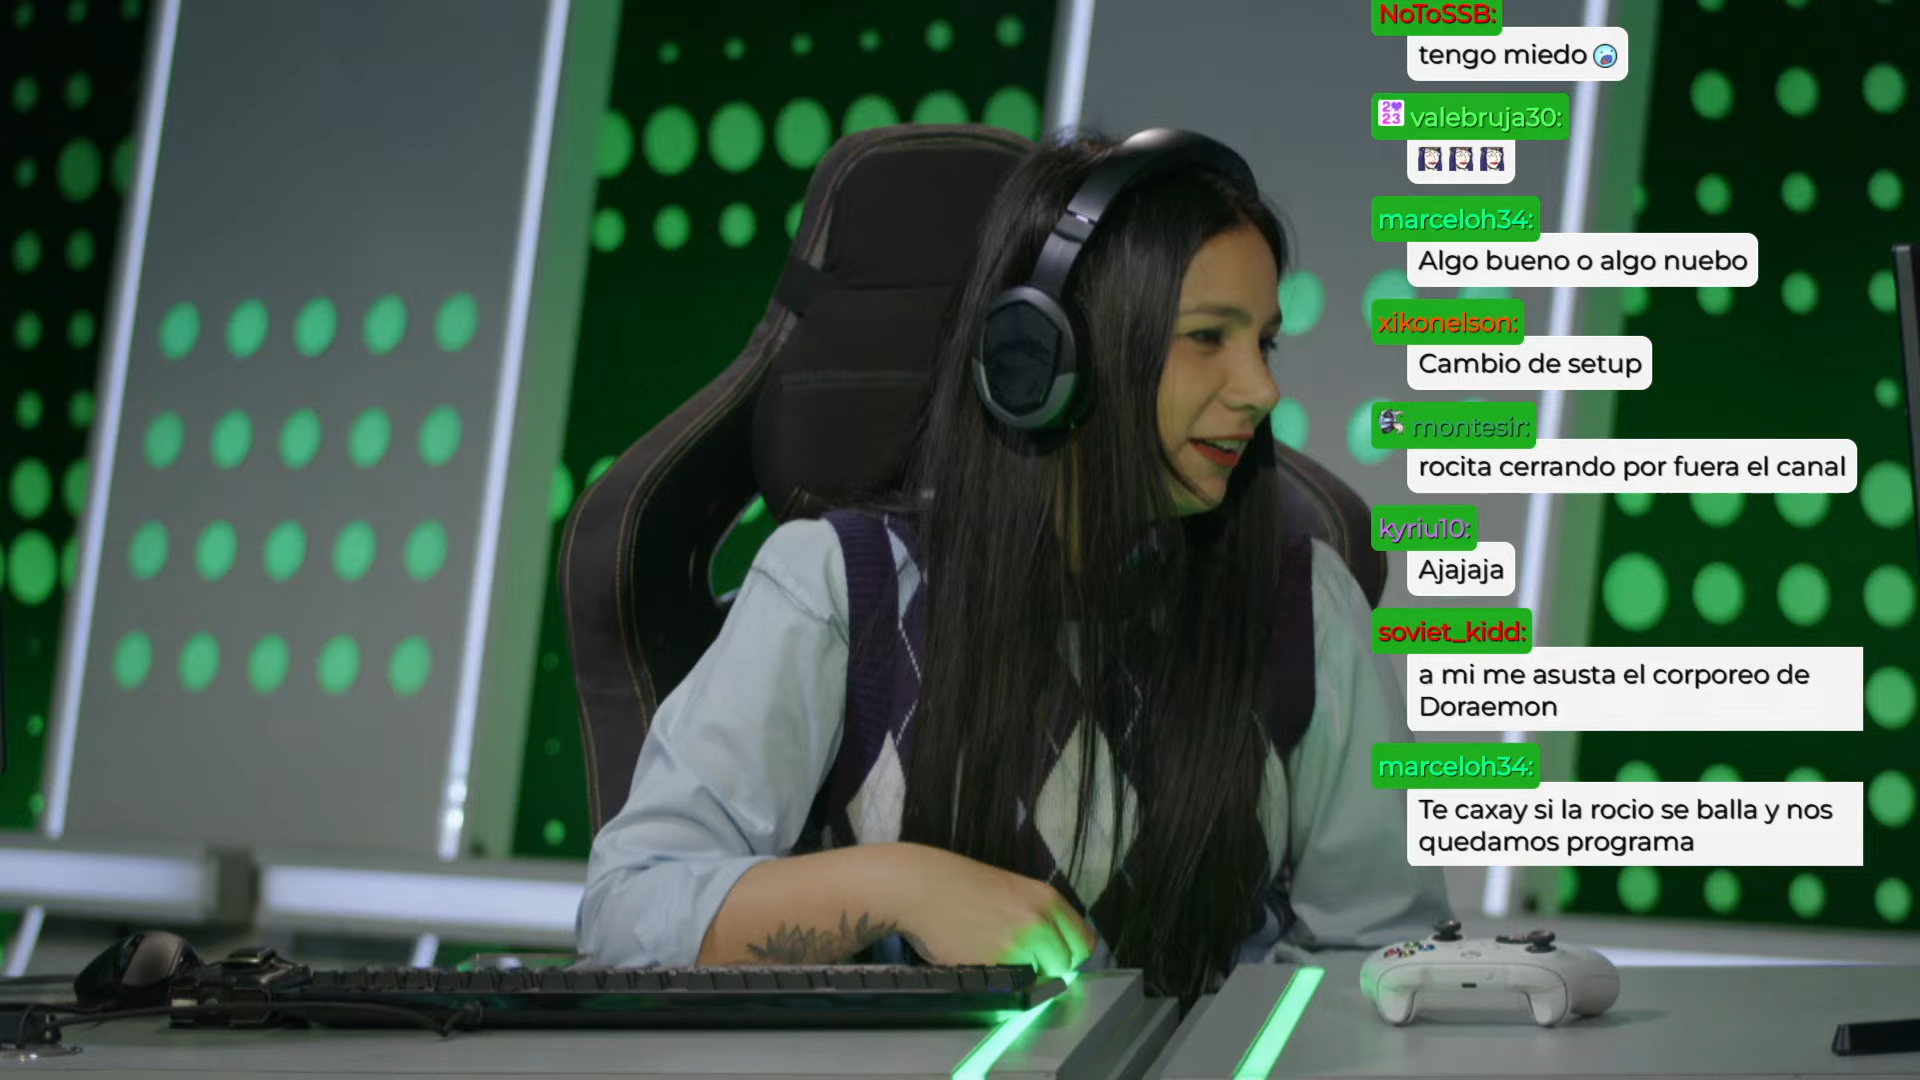 NoToSSB:
tengo miedo
2 23 valebruja30:
marceloh34:
Algo bueno o algo nuebo
xikonelson:
Cambio de setup
montesir:
rocita cerrando por fuera el canal
kyriu10:
Ajajaja
soviet_kidd:
a mi me asusta el corporeo de
Doraemon
marceloh34:
Te caxay si la rocio se balla y nos
quedamos programa